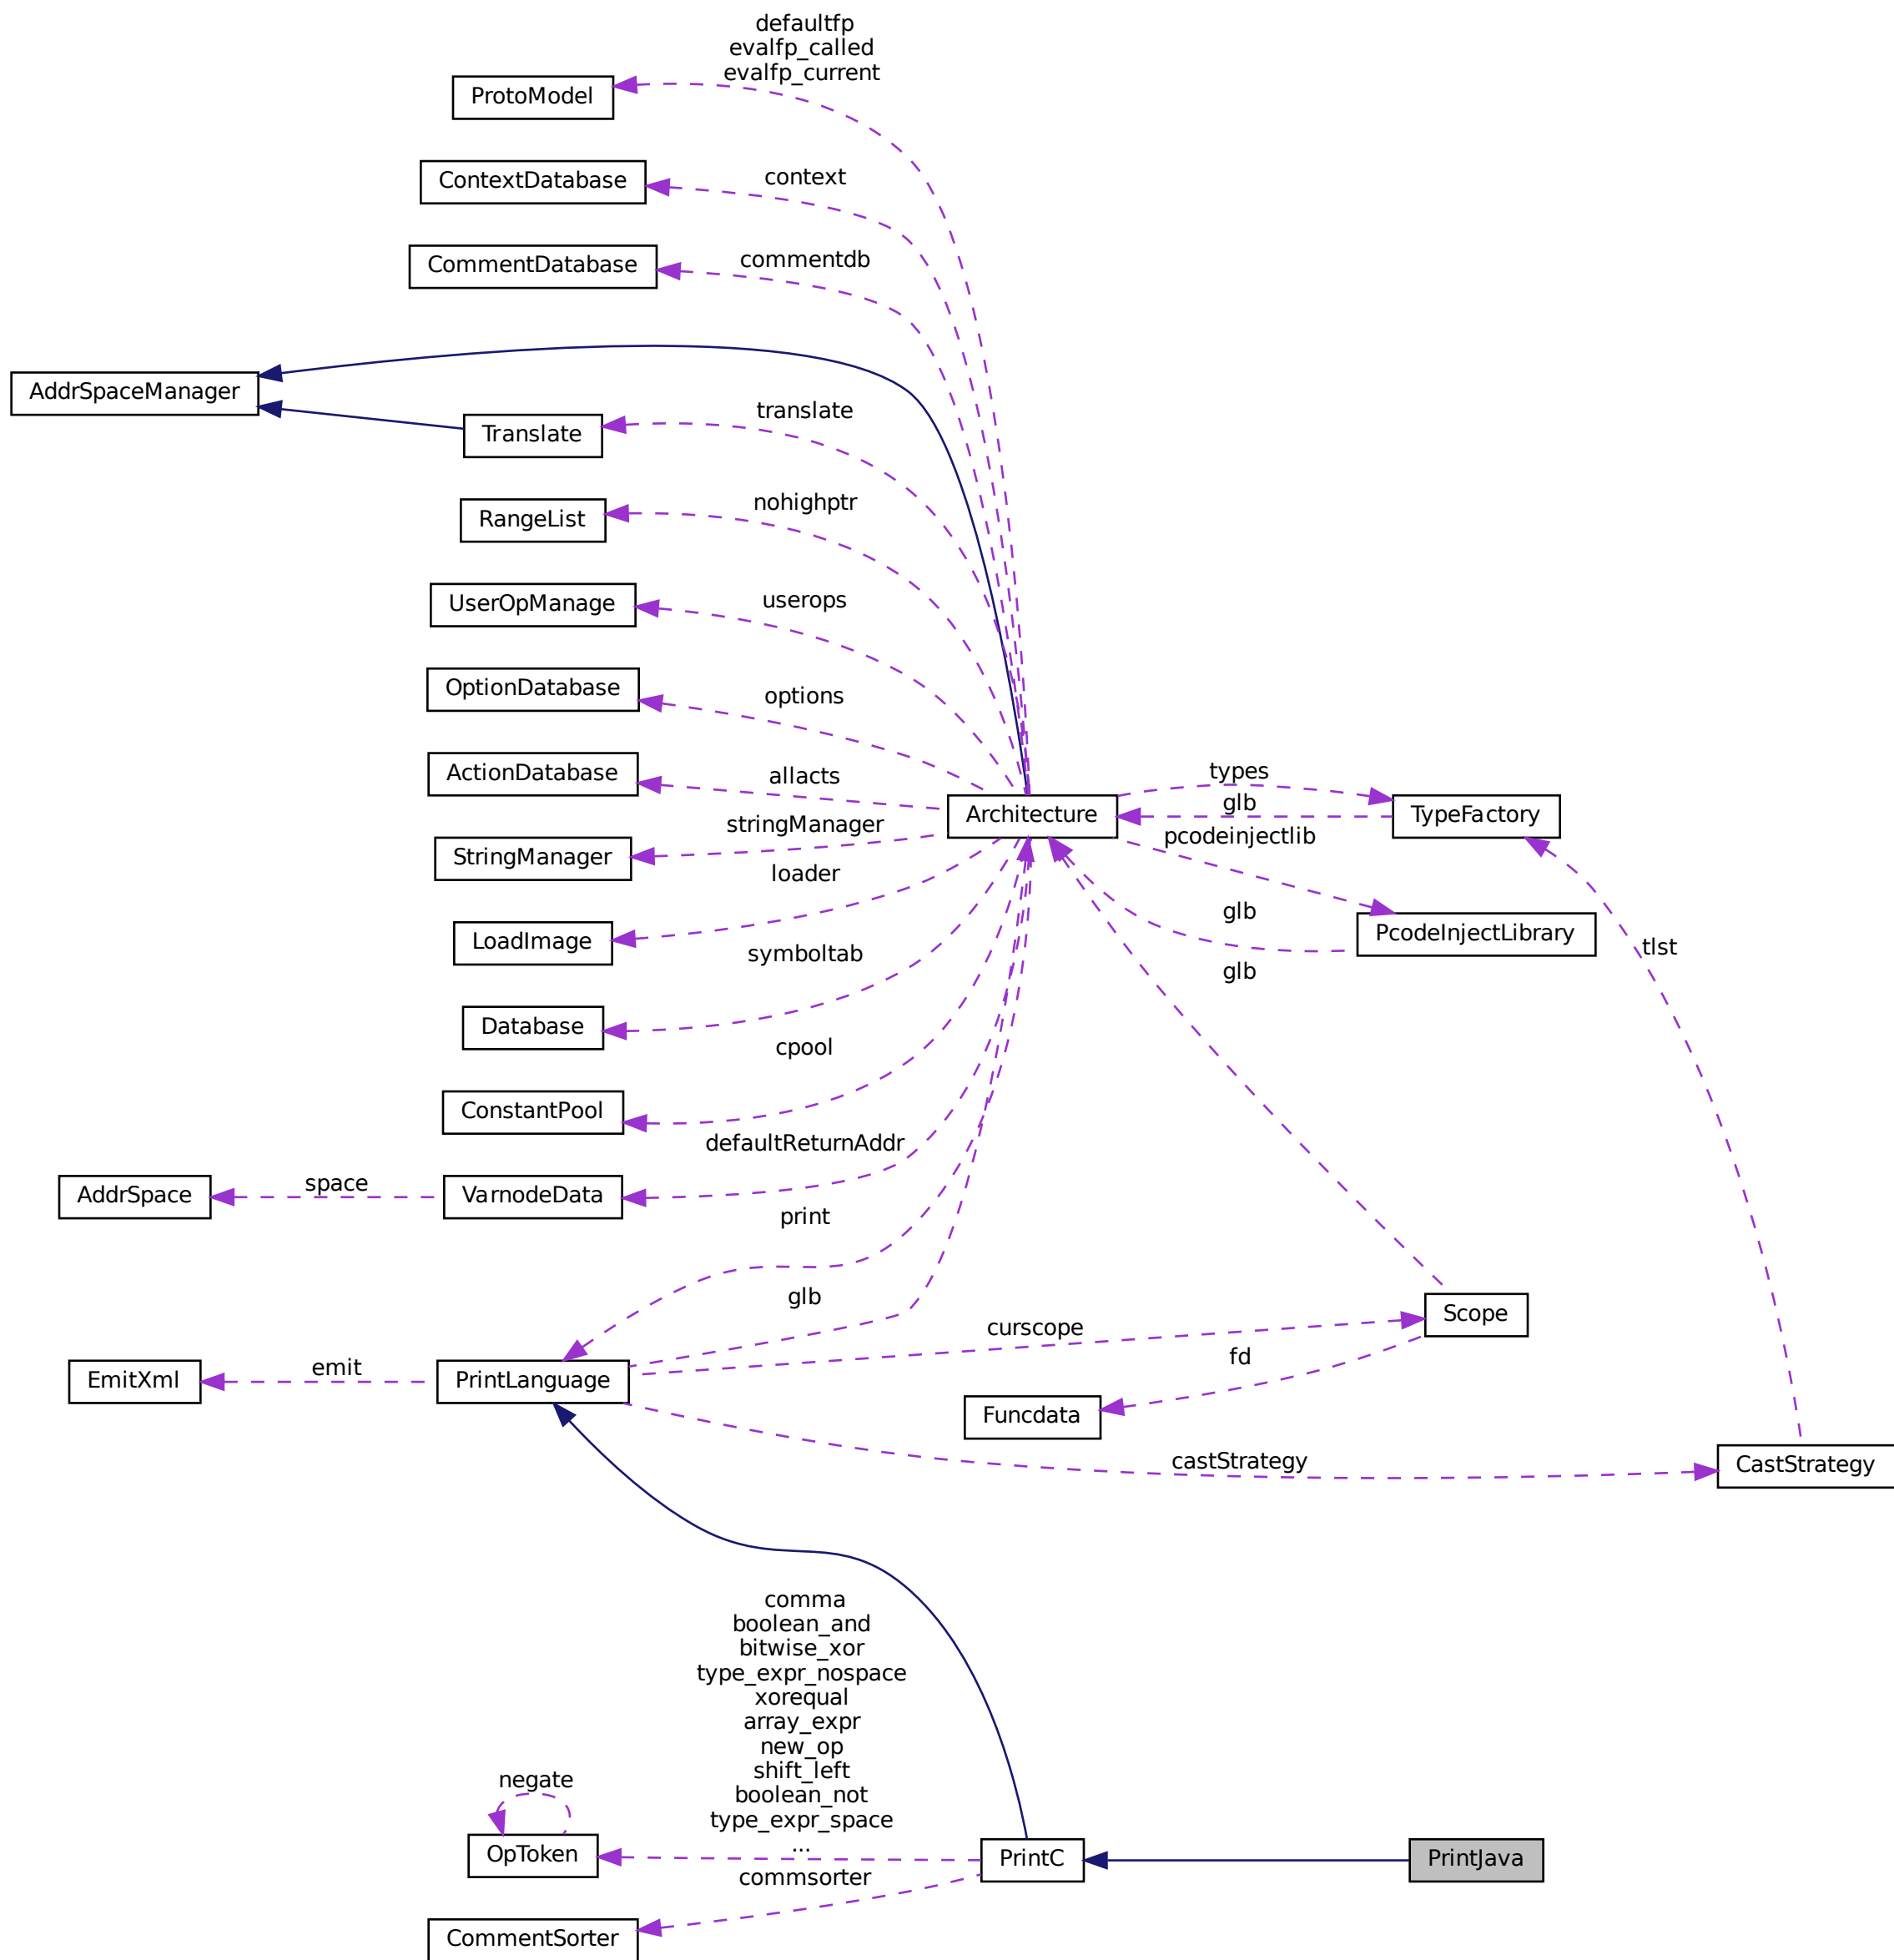 defaultfp
evalfp_called
evalfp_current
ProtoModel
context
ContextDatabase
commentdb
CommentDatabase
AddrSpaceManager
translate
Translate
nohighptr
RangeList
userops
UserOpManage
options
OptionDatabase
allacts
ActionDatabase
types
glb
Architecture
TypeFactory
stringManager
pcodeinjectlib
StringManager
loader
glb
PcodeInjectLibrary
LoadImage
symboltab
tlst
glb
Database
cpool
ConstantPool
defaultReturnAddr
space
AddrSpace
VarnodeData
print
glb
Scope
curscope
fd
emit
EmitXml
PrintLanguage
Funcdata
castStrategy
CastStrategy
comma
boolean_and
bitwise_xor
type_expr_nospace
xorequal
array_expr
new_op
shift_left
boolean_not
type_expr_space
...
negate
OpToken
PrintC
PrintJava
commsorter
CommentSorter